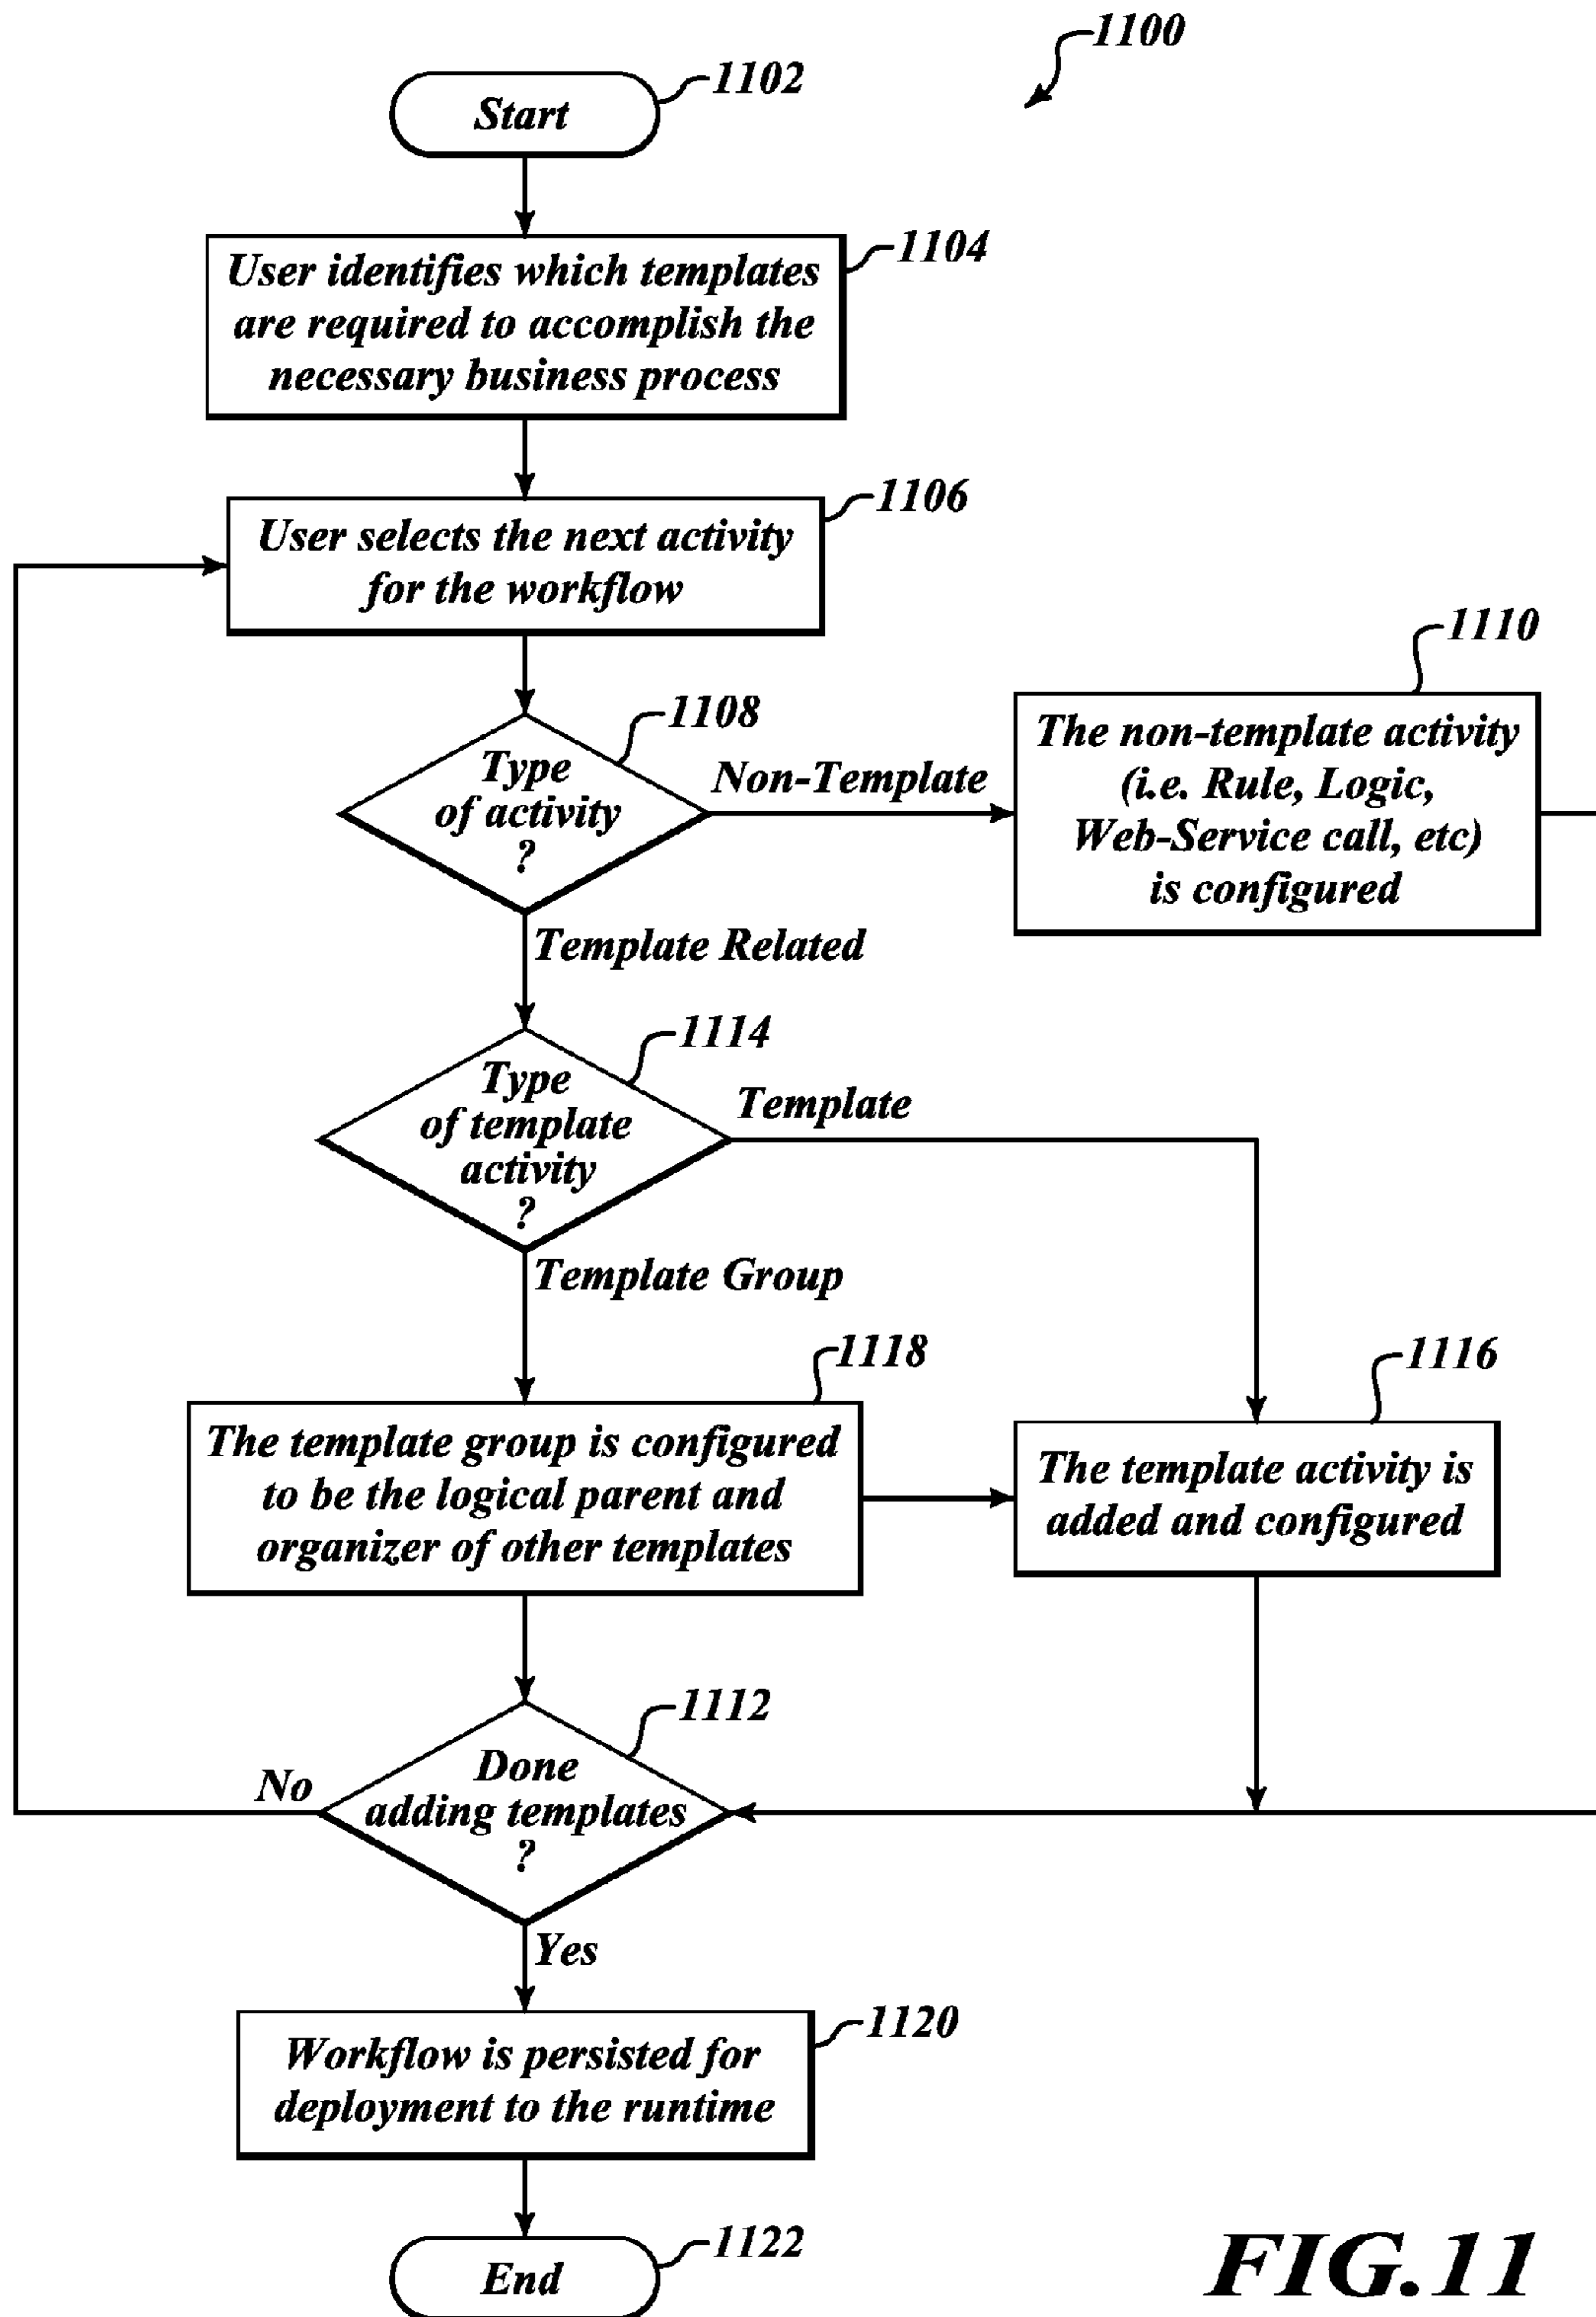 1100
1102
Start
1104
User identifies which templates
are required to accomplish the
necessary business process
1106
User selects the next activity
for the workflow
1108
Type
of activity
?
Non-Template
1110
The non-template activity
(i.e. Rule, Logic,
Web-Service call, etc)
is configured
Template Related
1114
Type
of template
activity
?
Template
Template Group
1118
The template group is configured
to be the logical parent and
organizer of other templates
1116
The template activity is
added and configured
1112
Done
adding templates
?
No
Yes
1120
Workflow is persisted for
deployment to the runtime
1122
End
FIG.11